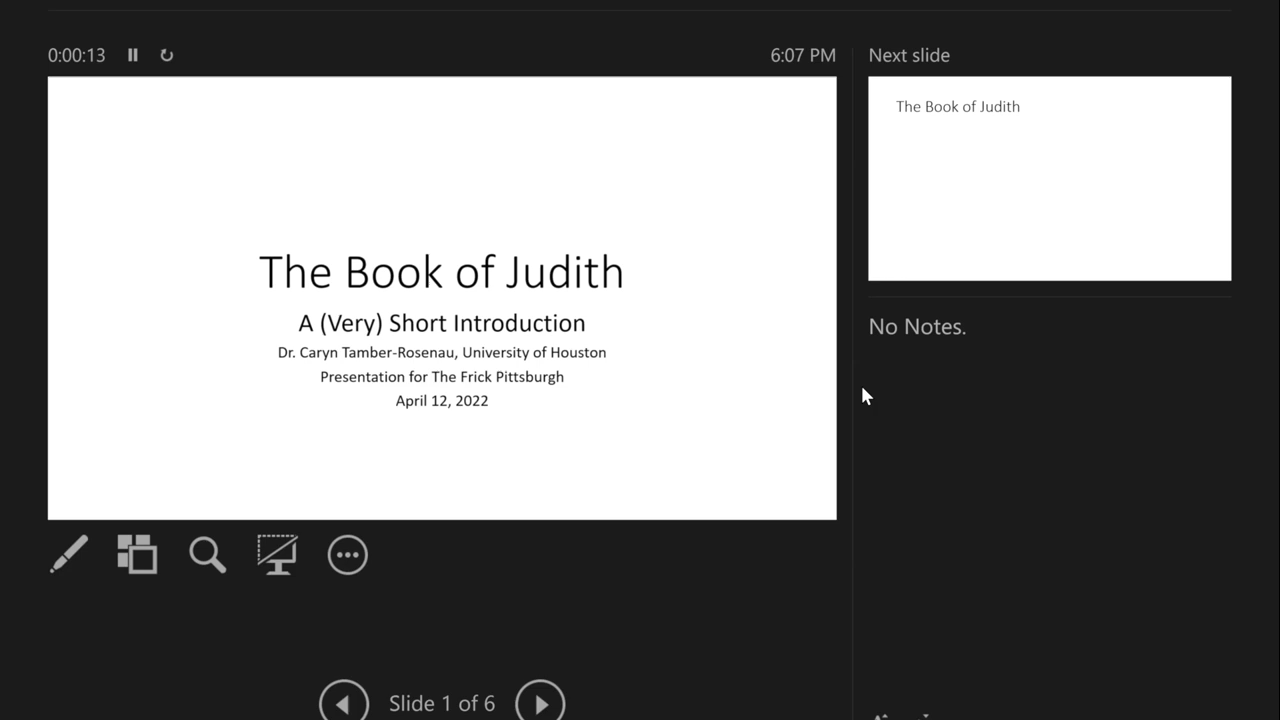 0:00:13
6:07 PM
Next slide
The Book of Judith
A (Very) Short Introduction
Dr. Caryn Tamber-Rosenau, University of Houston
Presentation for The Frick Pittsburgh
April 12, 2022
The Book of Judith
No Notes.
Slide 1 of 6